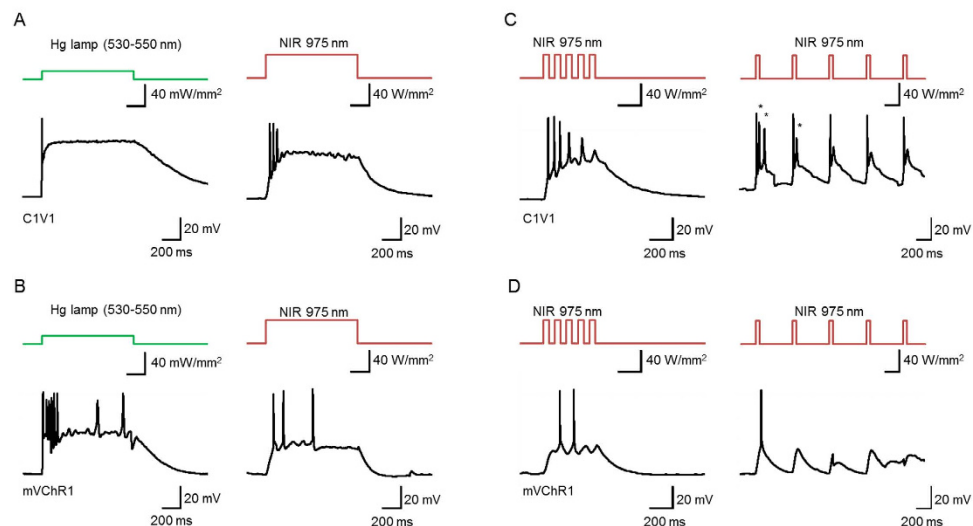 A
Hg lamp (530-550 nm)
NIR 975 nm
40 mW/mm²
40 W/mm²
C1V1
20 mV
200 ms
20 mV
200 ms
C
NIR 975 nm
NIR 975 nm
40 W/mm²
40 W/mm²
*
*
*
C1V1
20 mV
200 ms
20 mV
200 ms
B
Hg lamp (530-550 nm)
NIR 975 nm
40 mW/mm²
40 W/mm²
mVChR1
20 mV
200 ms
20 mV
200 ms
D
NIR 975 nm
NIR 975 nm
40 W/mm²
40 W/mm²
mVChR1
20 mV
200 ms
20 mV
200 ms